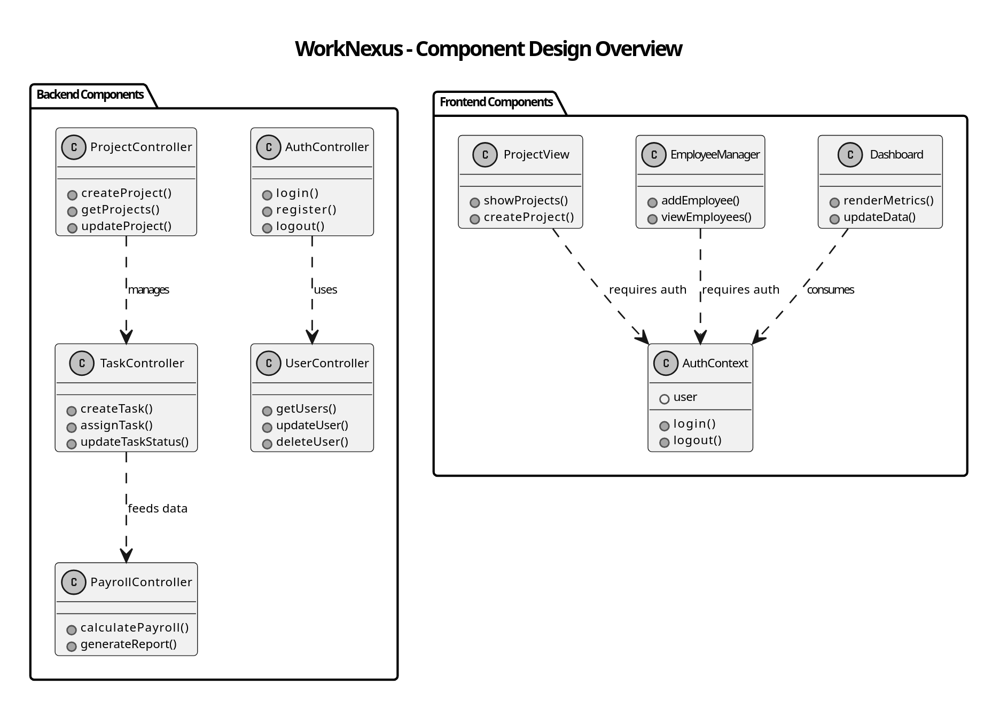 WorkNexus - Component Design Overview
Backend Components
C ProjectController
createProject()
getProjects()
updateProject()
C AuthController
login()
register()
logout()
manages
uses
C TaskController
createTask()
assignTask()
updateTaskStatus()
C UserController
getUsers()
updateUser()
deleteUser()
feeds data
C PayrollController
calculatePayroll()
generateReport()
Frontend Components
C ProjectView
showProjects()
createProject()
C EmployeeManager
addEmployee()
viewEmployees()
C Dashboard
renderMetrics()
updateData()
requires auth
requires auth
consumes
C AuthContext
user
login()
logout()